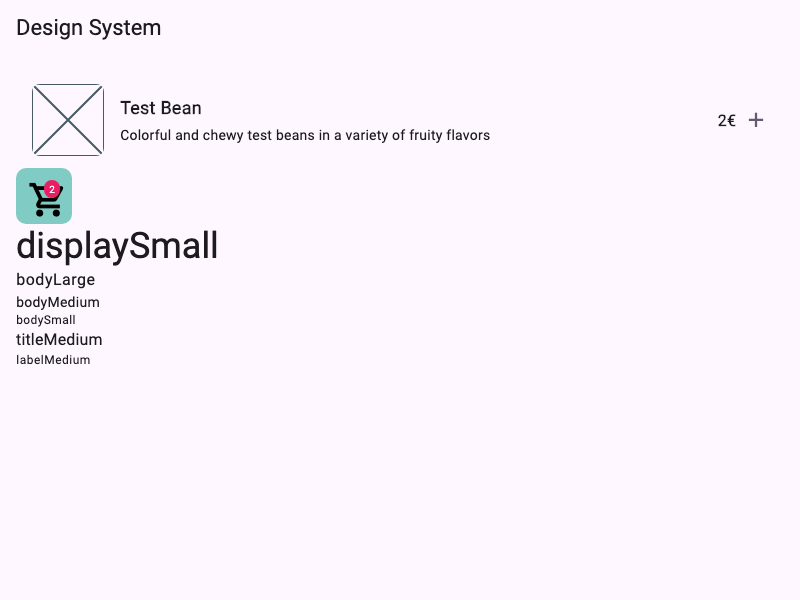 Design System
Test Bean
Colorful and chewy test beans in a variety of fruity flavors
2€ +
2
displaySmall
bodyLarge
bodyMedium
bodySmall
titleMedium
labelMedium